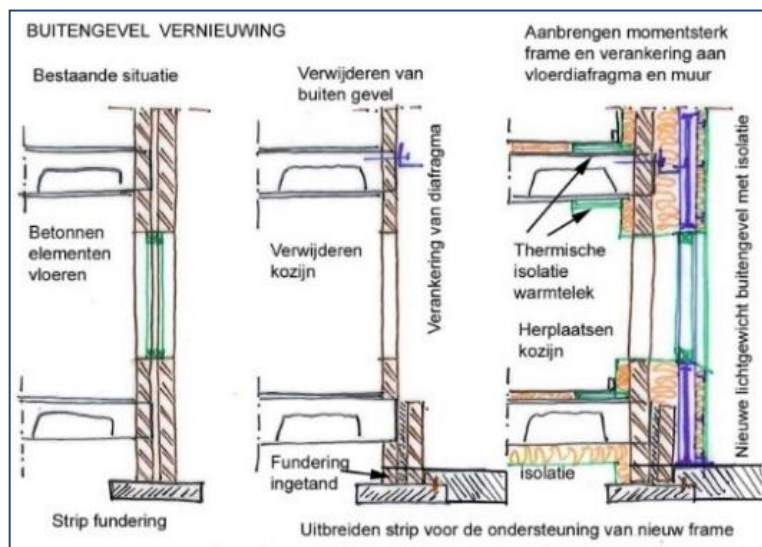 BUITENGEVEL VERNIEUWING
Bestaande situatie
Betonnen
elementen
vloeren
Strip fundering
Verwijderen van
buiten gevel
Verankering van diafragma
Verwijderen
kozijn
Fundering
ingetand
Aanbrengen momentsterk
frame en verankering aan
vloerdiafragma en muur
Thermische
isolatie
warmtelek
Herplaatsen
kozijn
Nieuwe lichtgewicht buitengevel met isolatie
isolatie
Uitbreiden strip voor de ondersteuning van nieuw frame